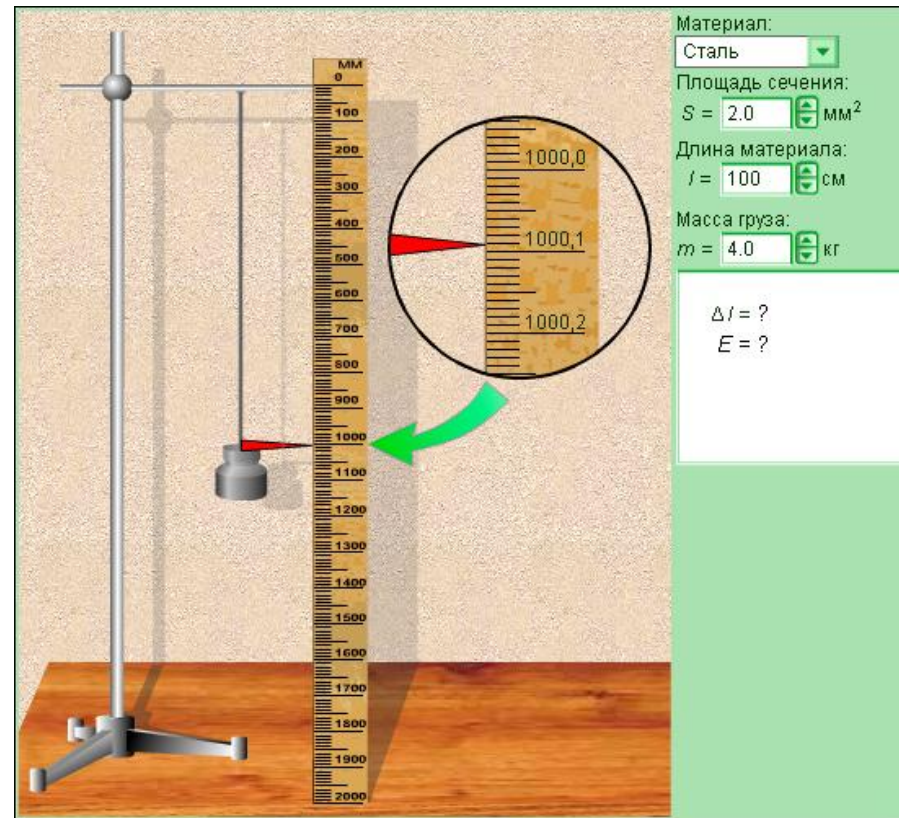 Материал:
Сталь
Площадь сечения:
S = 2.0 мм²
Длина материала:
l = 100 см
Масса груза:
m = 4.0 кг
Δl = ?
E = ?
мм
0
100
200
300
400
500
600
700
800
900
1000
1100
1200
1300
1400
1500
1600
1700
1800
1900
2000
1000,0
1000,1
1000,2